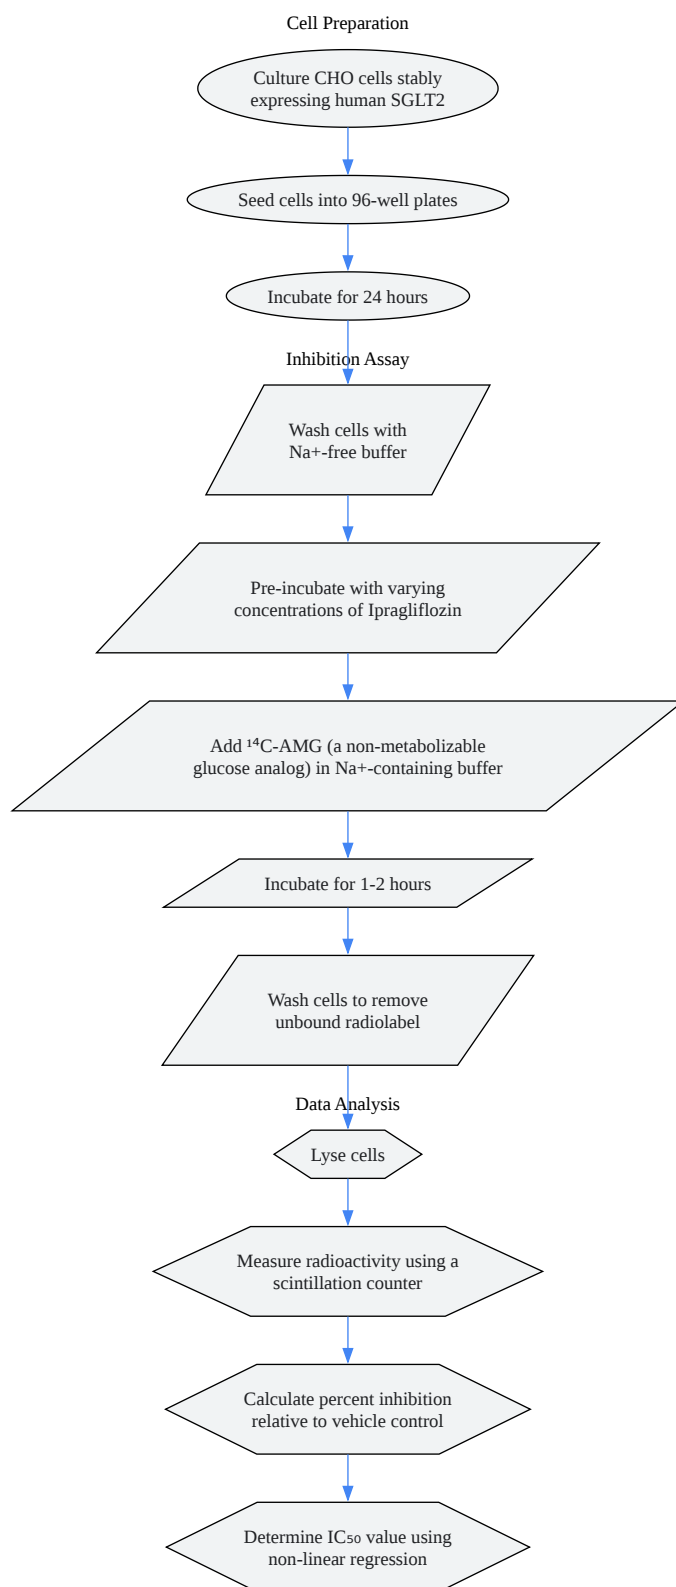 Cell Preparation
Culture CHO cells stably
expressing human SGLT2
Seed cells into 96-well plates
Incubate for 24 hours
Inhibition Assay
Wash cells with
Na+-free buffer
Pre-incubate with varying
concentrations of Ipragliflozin
Add ¹⁴C-AMG (a non-metabolizable
glucose analog) in Na+-containing buffer
Incubate for 1-2 hours
Wash cells to remove
unbound radiolabel
Data Analysis
Lyse cells
Measure radioactivity using a
scintillation counter
Calculate percent inhibition
relative to vehicle control
Determine IC₅₀ value using
non-linear regression